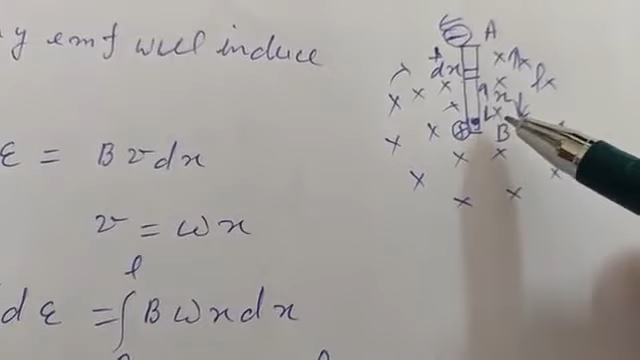 y emf will induce
ε = B v dx
v = ωx
dε = ∫ B ω x dx
l
A
dx
x
l
B